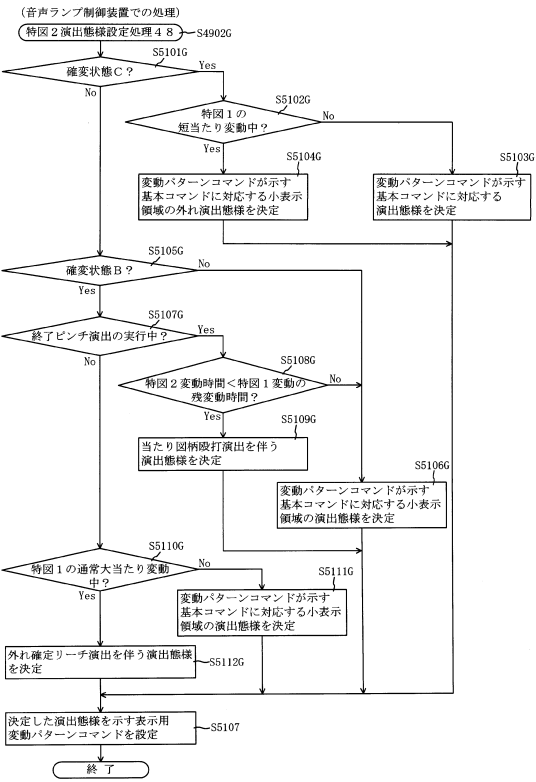 (音声ランプ制御装置での処理)
特図2演出態様設定処理48
S4902G
S5101G
確変状態C?
Yes
No
S5102G
特図1の
短当たり変動中?
No
Yes
S5104G
変動パターンコマンドが示す
基本コマンドに対応する小表示
領域の外れ演出態様を決定
S5103G
変動パターンコマンドが示す
基本コマンドに対応する
演出態様を決定
S5105G
確変状態B?
No
Yes
S5107G
終了ピンチ演出の実行中?
Yes
No
S5108G
特図2変動時間<特図1変動の
残変動時間?
No
Yes
S5109G
当たり図柄殴打演出を伴う
演出態様を決定
S5106G
変動パターンコマンドが示す
基本コマンドに対応する小表示
領域の演出態様を決定
S5110G
特図1の通常大当たり変動
中?
No
Yes
S5111G
変動パターンコマンドが示す
基本コマンドに対応する小表示
領域の演出態様を決定
外れ確定リーチ演出を伴う演出態様
を決定
S5112G
決定した演出態様を示す表示用
変動パターンコマンドを設定
S5107
終了